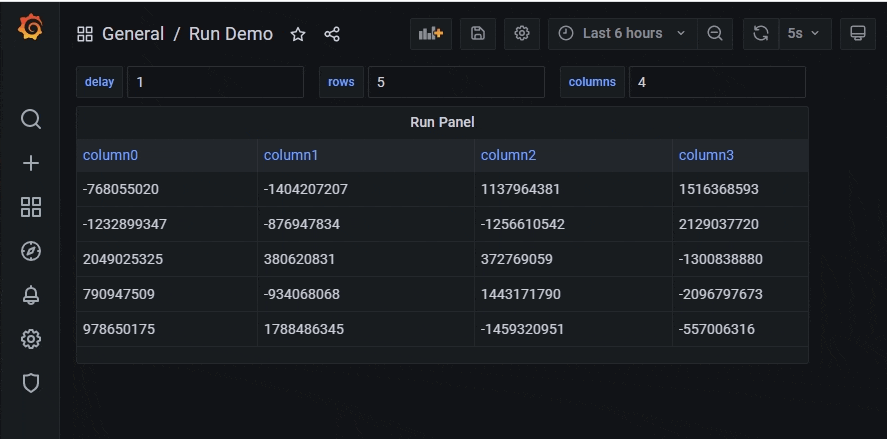 General / Run Demo Last 6 hours 5s
delay 1 rows 5 columns 4
Run Panel
column0 column1 column2 column3
-768055020 -1404207207 1137964381 1516368593
-1232899347 -876947834 -1256610542 2129037720
2049025325 380620831 372769059 -1300838880
790947509 -934068068 1443171790 -2096797673
978650175 1788486345 -1459320951 -557006316